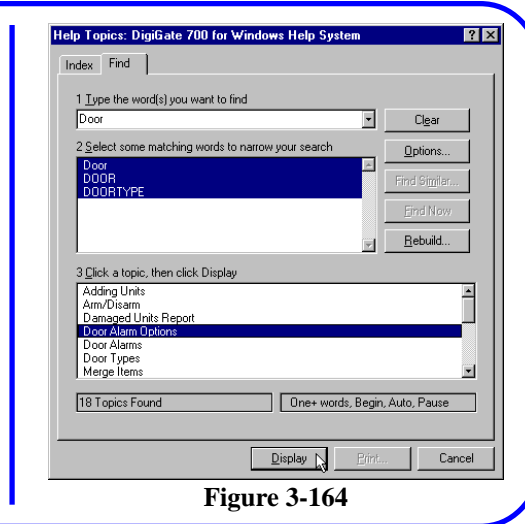 Help Topics: DigiGate 700 for Windows Help System
Index Find
1 Type the word(s) you want to find
Door
Clear
2 Select some matching words to narrow your search
Options...
Door
DOOR
DOORTYPE
Find Similar...
Find Now
Rebuild...
3 Click a topic, then click Display
Adding Units
Arm/Disarm
Damaged Units Report
Door Alarm Options
Door Alarms
Door Types
Merge Items
18 Topics Found
One+ words, Begin, Auto, Pause
Display Print... Cancel
Figure 3-164